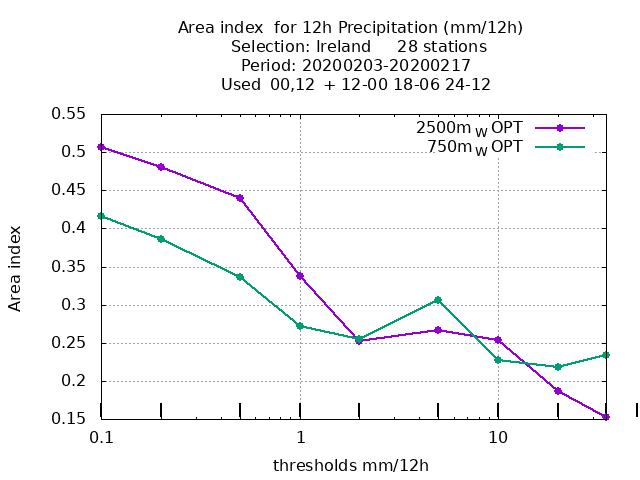 Area index  for 12h Precipitation (mm/12h)
Selection: Ireland     28 stations
Period: 20200203-20200217
Used  00,12  + 12-00 18-06 24-12
2500m W OPT
750m W OPT
0.55
0.5
0.45
0.4
0.35
0.3
0.25
0.2
0.15
Area index
0.1 1 10
thresholds mm/12h